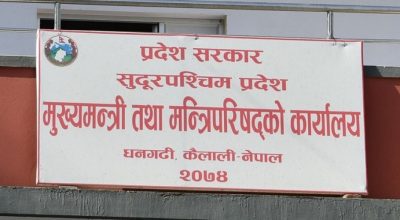 प्रदेश सरकार
सुदूरपश्चिम प्रदेश
मुख्यमन्त्री तथा मन्त्रिपरिषद्को कार्यालय
धनगढी, कैलाली-नेपाल
२०७४